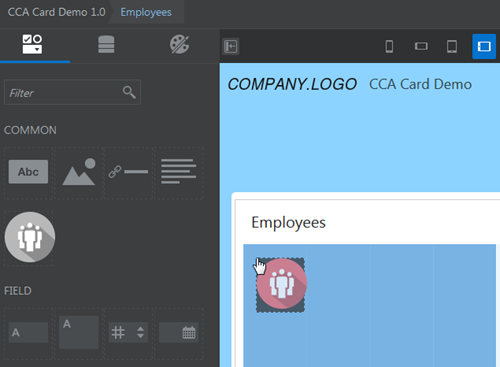 CCA Card Demo 1.0 Employees
Filter
COMMON
Abc
FIELD
A
A
#
COMPANY.LOGO CCA Card Demo
Employees